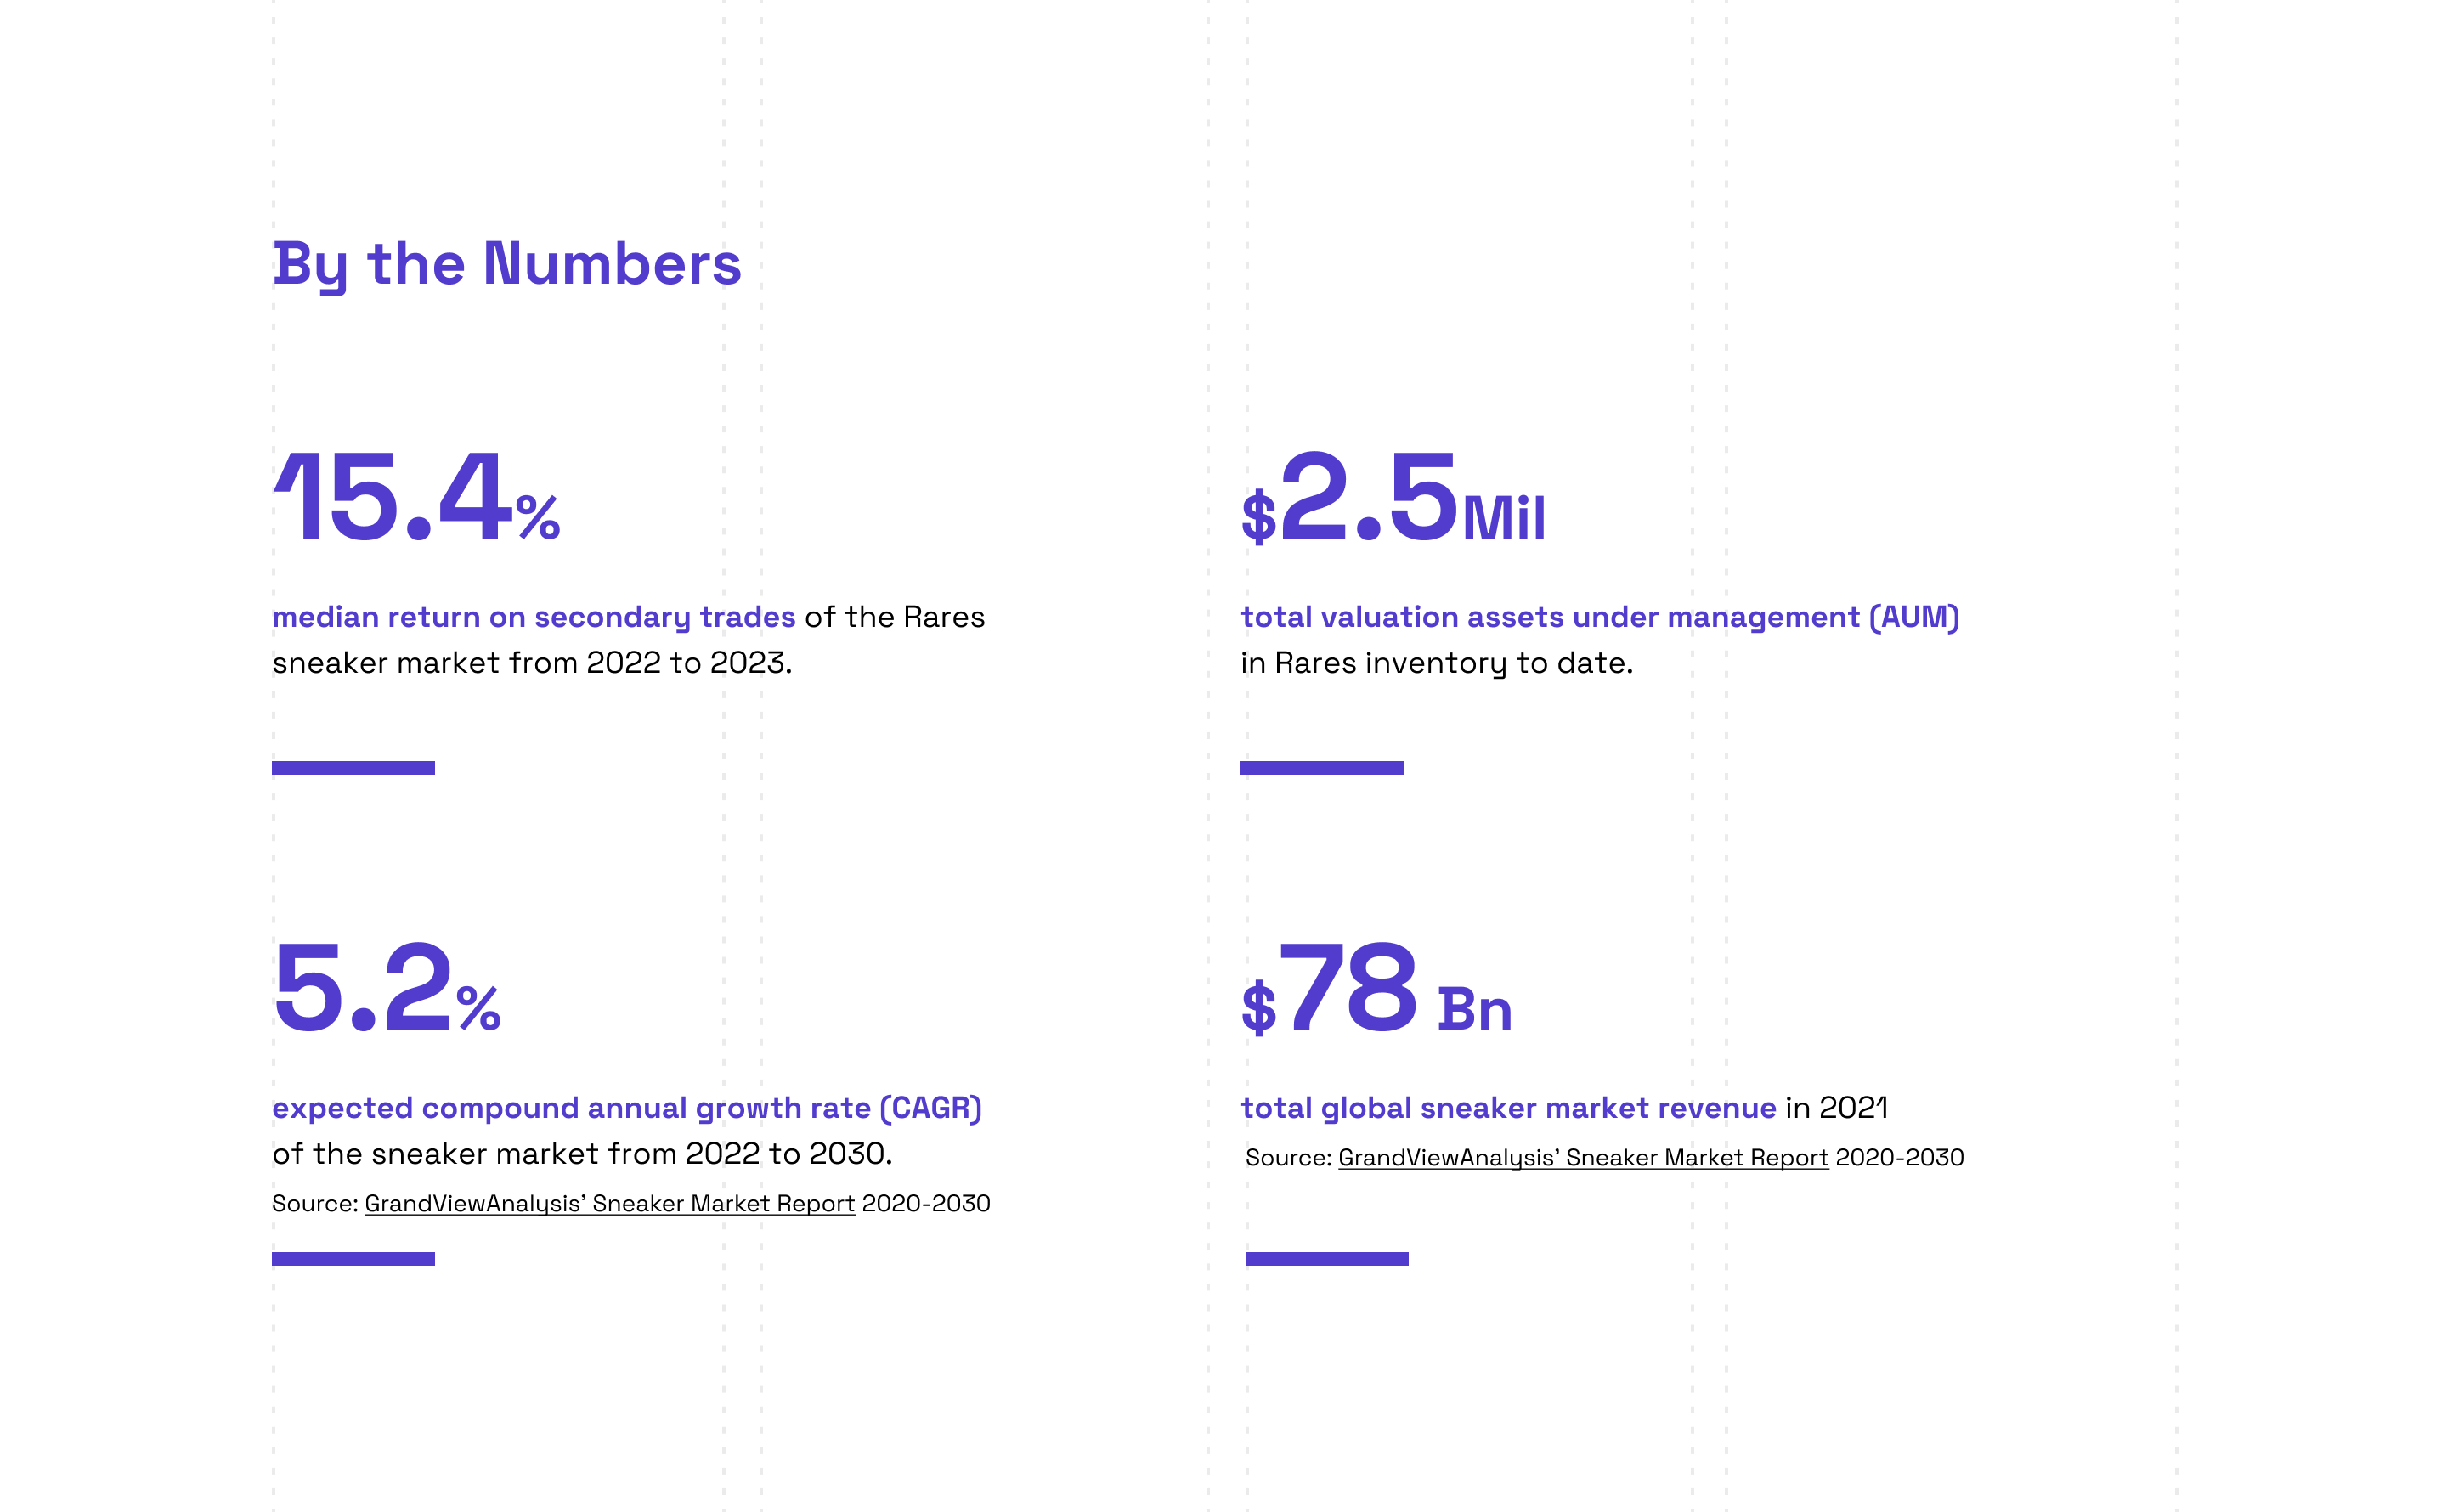 By the Numbers
15.4%
median return on secondary trades of the Rares
sneaker market from 2022 to 2023.
$2.5Mil
total valuation assets under management (AUM)
in Rares inventory to date.
5.2%
expected compound annual growth rate (CAGR)
of the sneaker market from 2022 to 2030.
Source: GrandViewAnalysis’ Sneaker Market Report 2020-2030
$78 Bn
total global sneaker market revenue in 2021
Source: GrandViewAnalysis’ Sneaker Market Report 2020-2030